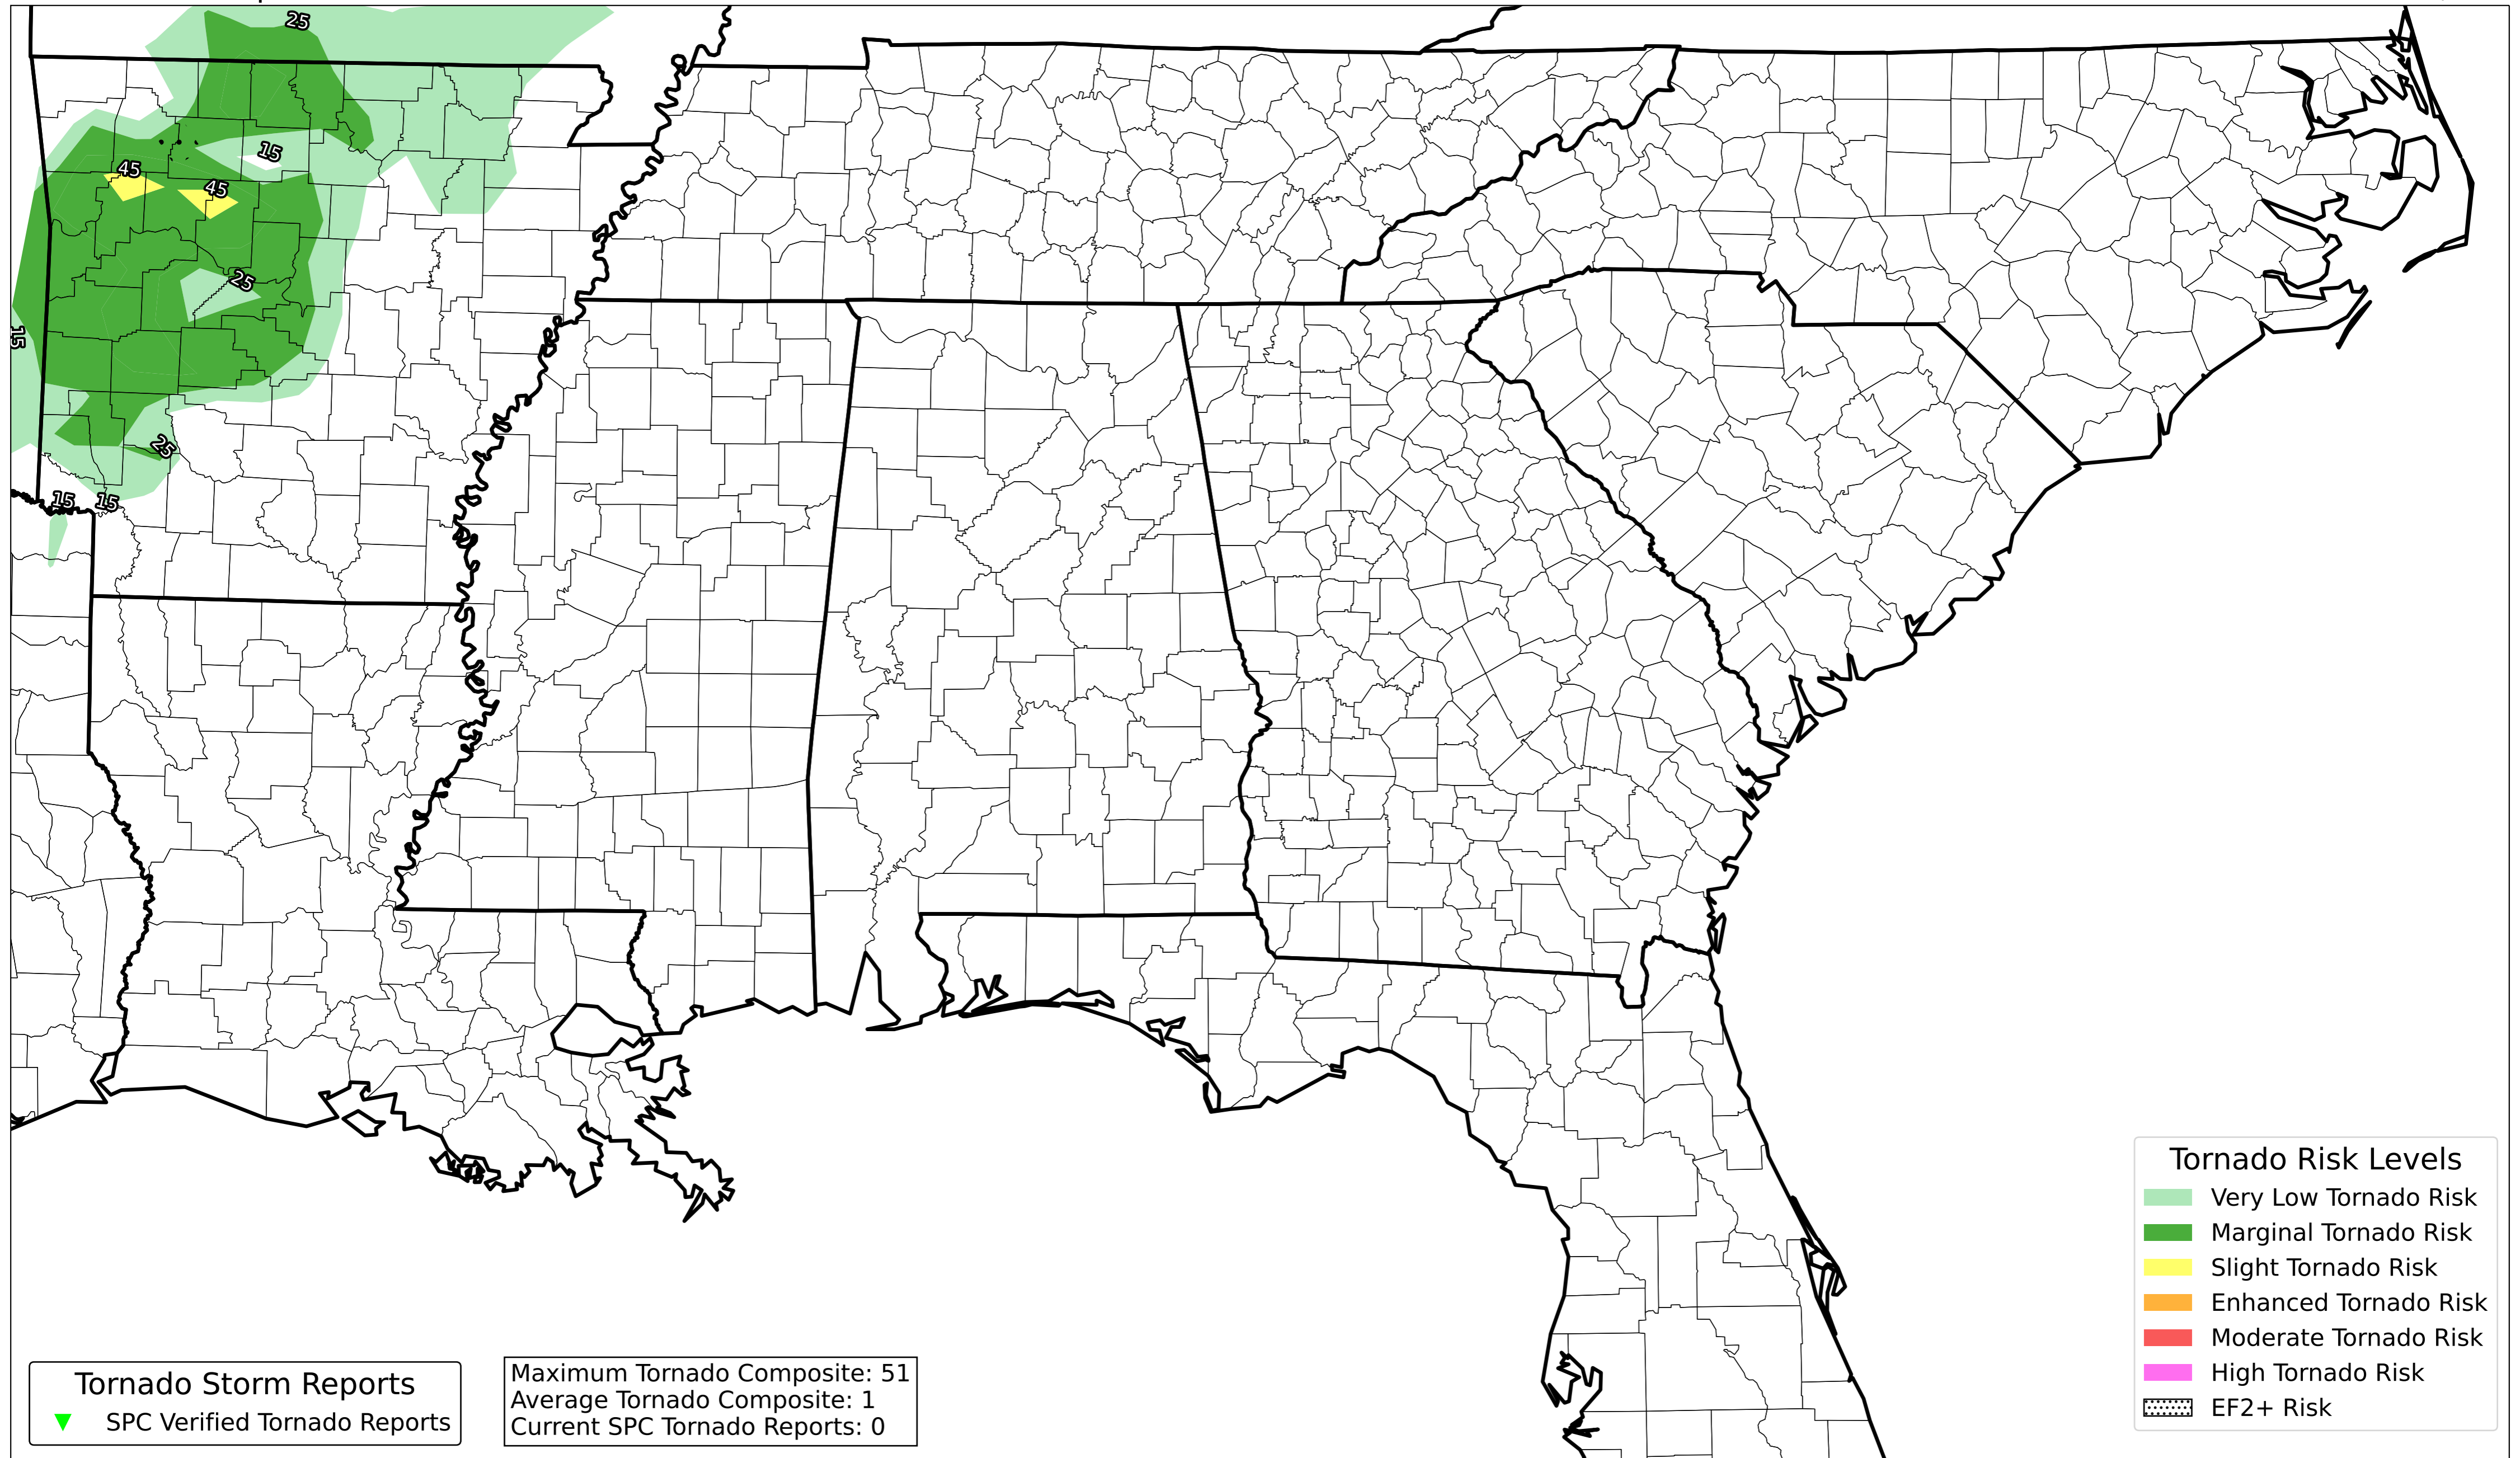 25
15
45
45
25
15
25
15
15
Tornado Risk Levels
Very Low Tornado Risk
Marginal Tornado Risk
Slight Tornado Risk
Enhanced Tornado Risk
Moderate Tornado Risk
High Tornado Risk
EF2+ Risk
Tornado Storm Reports
SPC Verified Tornado Reports
Maximum Tornado Composite: 51
Average Tornado Composite: 1
Current SPC Tornado Reports: 0